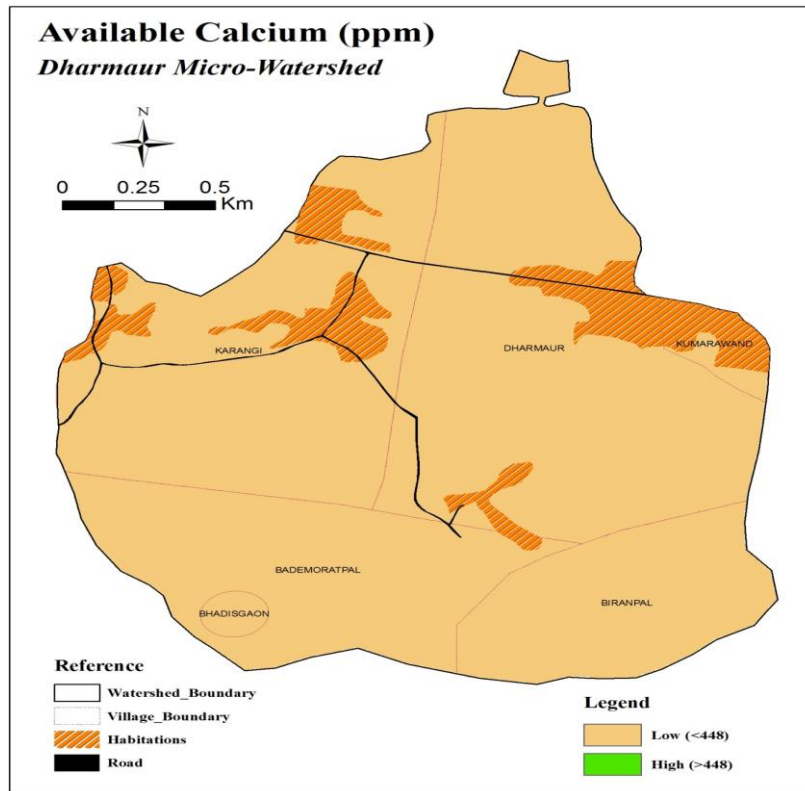 Available Calcium (ppm)
Dharmaur Micro-Watershed
N
0 0.25 0.5
Km
KARANGI
DHARMAUR
KUMARAWAND
BADEMORATPAL
BHADISGAON
BIRANPAL
Reference
Watershed_Boundary
Village_Boundary
Habitations
Road
Legend
Low (<448)
High (>448)